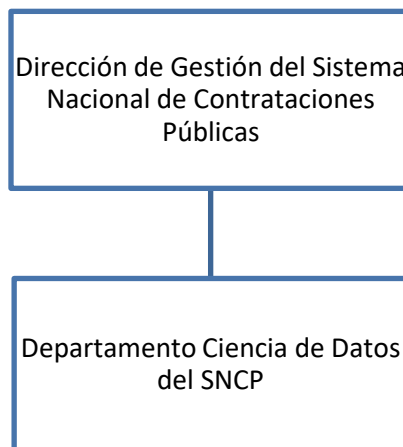 Dirección de Gestión del Sistema
Nacional de Contrataciones
Públicas
Departamento Ciencia de Datos
del SNCP